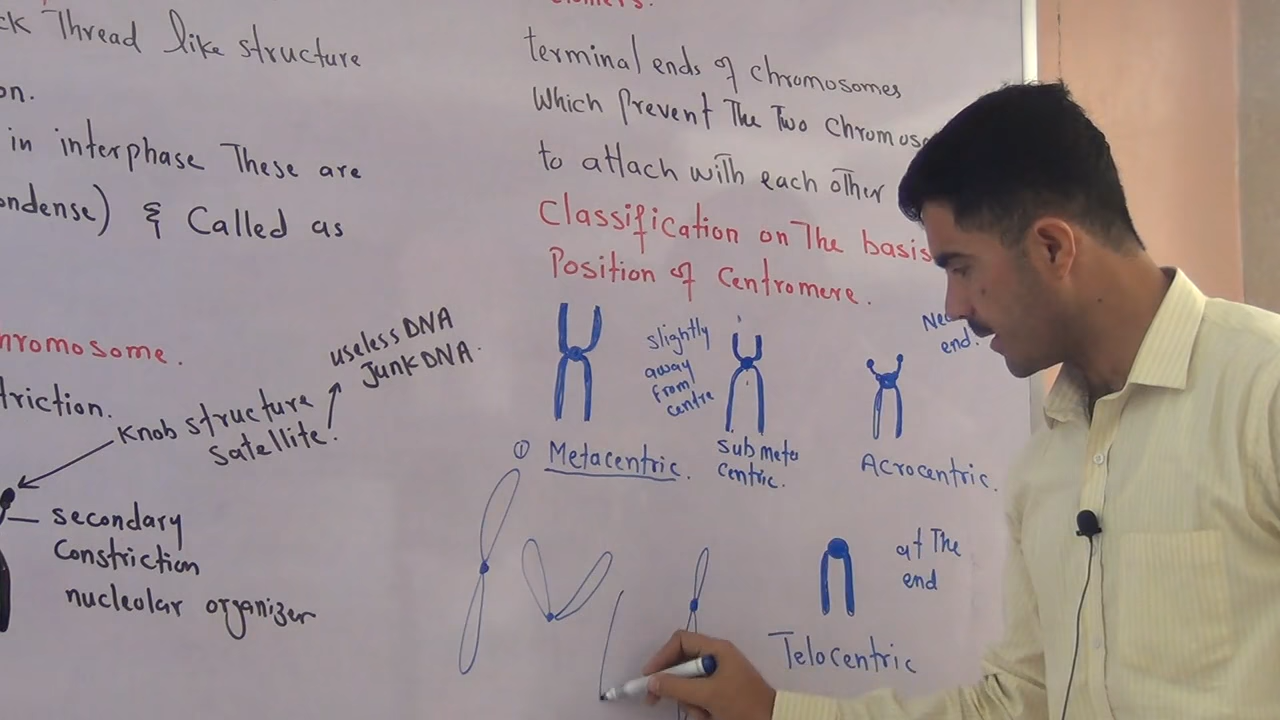 Thread like structure
on.
in interphase These are
ondense) & Called as
hromosome.
triction.
Knob structure
satellite.
useless DNA
Junk DNA.
secondary
Constriction
nucleolar organizer
terminal ends of chromosomes
Which Prevent The Two Chromos
to attach with each other
Classification on The basis
Position of Centromere.
slightly
away
from
centre
end.
① Metacentric.
Sub meta
centric.
Acrocentric.
at The
end
Telocentric